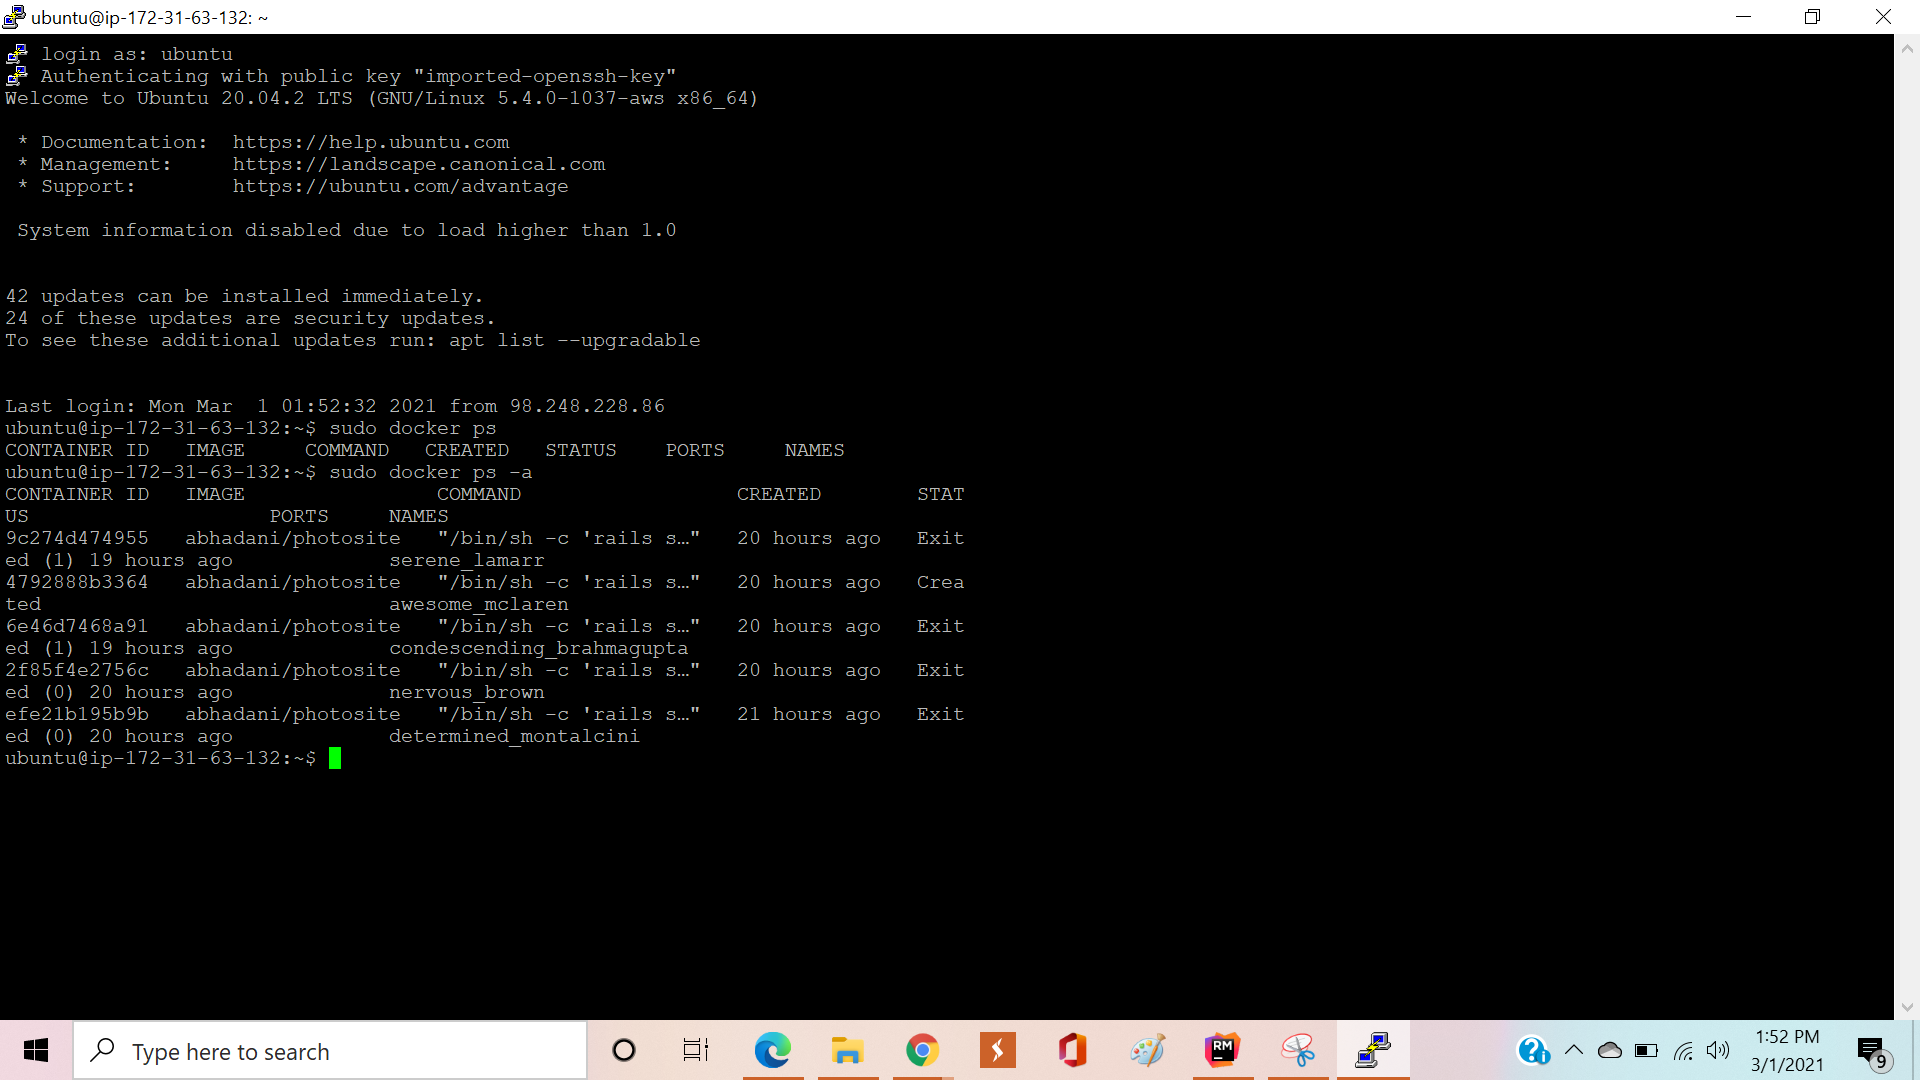 ubuntu@ip-172-31-63-132: ~
login as: ubuntu
Authenticating with public key "imported-openssh-key"
Welcome to Ubuntu 20.04.2 LTS (GNU/Linux 5.4.0-1037-aws x86_64)
* Documentation:  https://help.ubuntu.com
* Management:     https://landscape.canonical.com
* Support:        https://ubuntu.com/advantage
System information disabled due to load higher than 1.0
42 updates can be installed immediately.
24 of these updates are security updates.
To see these additional updates run: apt list --upgradable
Last login: Mon Mar  1 01:52:32 2021 from 98.248.228.86
ubuntu@ip-172-31-63-132:~$ sudo docker ps
CONTAINER ID   IMAGE     COMMAND   CREATED   STATUS    PORTS     NAMES
ubuntu@ip-172-31-63-132:~$ sudo docker ps -a
CONTAINER ID   IMAGE                COMMAND                  CREATED        STAT
US                    PORTS     NAMES
9c274d474955   abhadani/photosite   "/bin/sh -c 'rails s…"   20 hours ago   Exit
ed (1) 19 hours ago             serene_lamarr
4792888b3364   abhadani/photosite   "/bin/sh -c 'rails s…"   20 hours ago   Crea
ted                             awesome_mclaren
6e46d7468a91   abhadani/photosite   "/bin/sh -c 'rails s…"   20 hours ago   Exit
ed (1) 19 hours ago             condescending_brahmagupta
2f85f4e2756c   abhadani/photosite   "/bin/sh -c 'rails s…"   20 hours ago   Exit
ed (0) 20 hours ago             nervous_brown
efe21b195b9b   abhadani/photosite   "/bin/sh -c 'rails s…"   21 hours ago   Exit
ed (0) 20 hours ago             determined_montalcini
ubuntu@ip-172-31-63-132:~$
Type here to search
RM
1:52 PM
3/1/2021
9